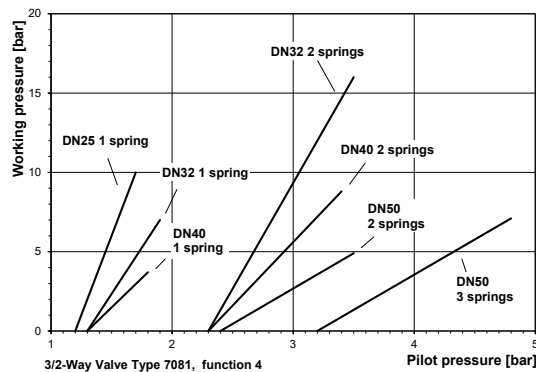 Working pressure [bar]
20
15
10
5
0
DN32 2 springs
DN25 1 spring
DN40 2 springs
DN32 1 spring
DN40
1 spring
DN50
2 springs
DN50
3 springs
1
2
3
4
5
3/2-Way Valve Type 7081, function 4
Pilot pressure [bar]